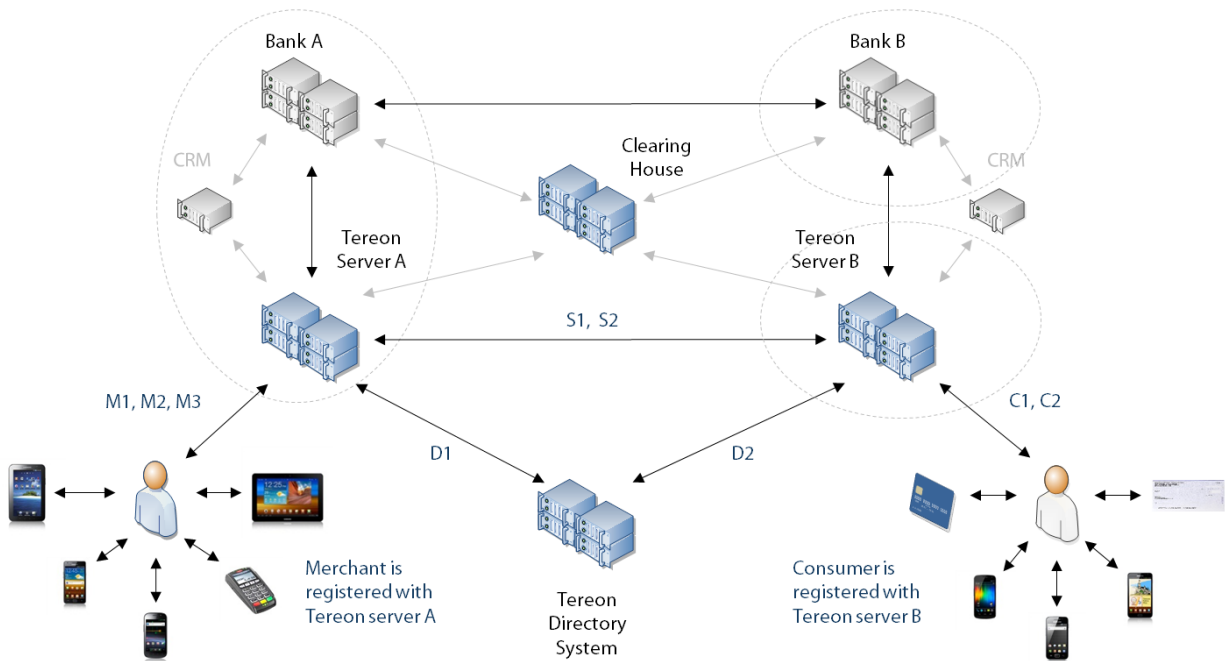 Bank A
Bank B
Clearing
House
CRM
CRM
Tereon
Server A
Tereon
Server B
S1, S2
M1, M2, M3
C1, C2
D1
D2
Merchant is
registered with
Tereon server A
Consumer is
registered with
Tereon server B
Tereon
Directory
System